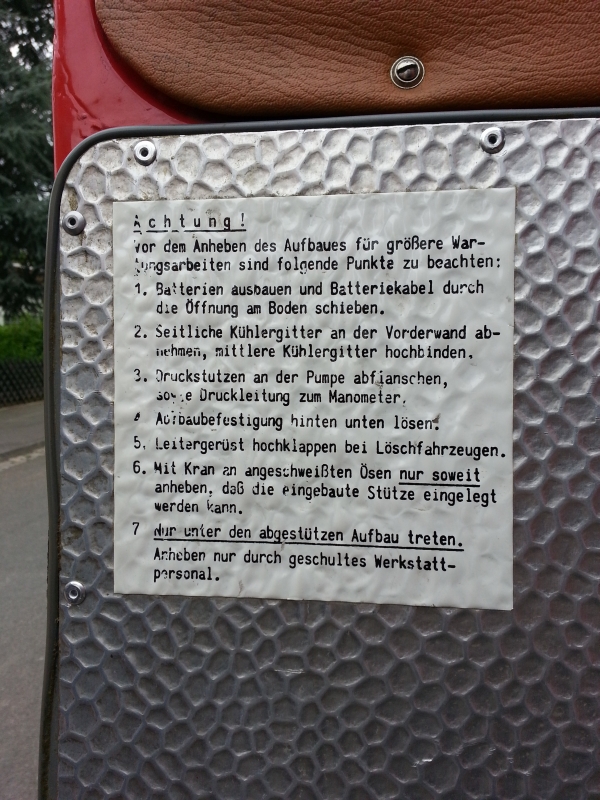 Achtung!
Vor dem Anheben des Aufbaues für größere War-
tungsarbeiten sind folgende Punkte zu beachten:
1. Batterien ausbauen und Batteriekabel durch
die Öffnung am Boden schieben.
2. Seitliche Kühlergitter an der Vorderwand ab-
nehmen, mittlere Kühlergitter hochbinden.
3. Druckstutzen an der Pumpe abflanschen,
sowie Druckleitung zum Manometer.
4 Aufbaubefestigung hinten unten lösen.
5. Leitergerüst hochklappen bei Löschfahrzeugen.
6. Mit Kran an angeschweißten Ösen nur soweit
anheben, daß die eingebaute Stütze eingelegt
werden kann.
7 Nur unter den abgestützen Aufbau treten.
Anheben nur durch geschultes Werkstatt-
personal.